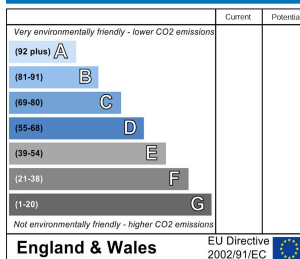 Current Potential
Very environmentally friendly - lower CO2 emissions
(92 plus) A
(81-91) B
(69-80) C
(55-68) D
(39-54) E
(21-38) F
(1-20) G
Not environmentally friendly - higher CO2 emissions
England & Wales
EU Directive
2002/91/EC